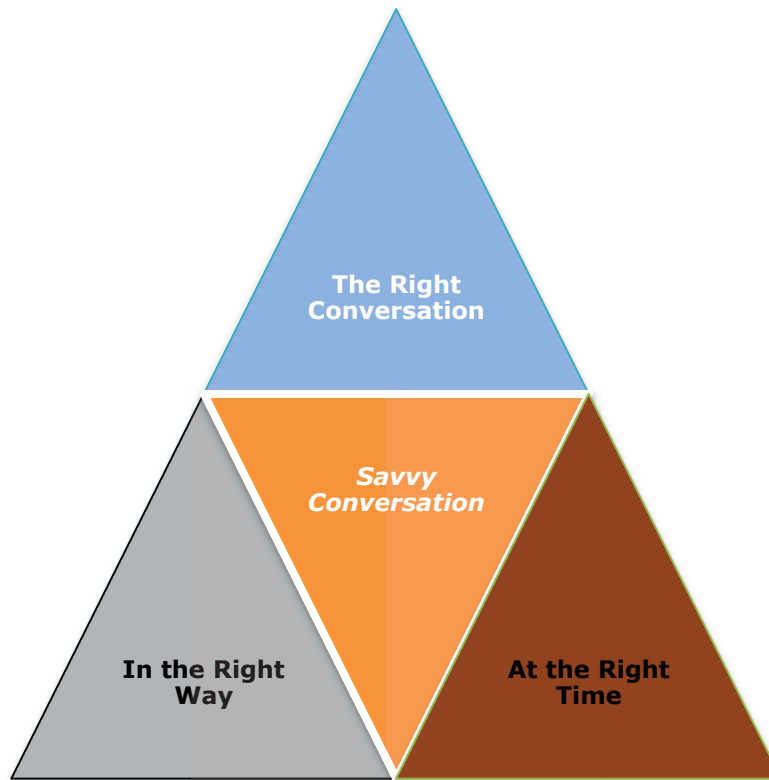 The Right
Conversation
Savvy
Conversation
In the Right
Way
At the Right
Time